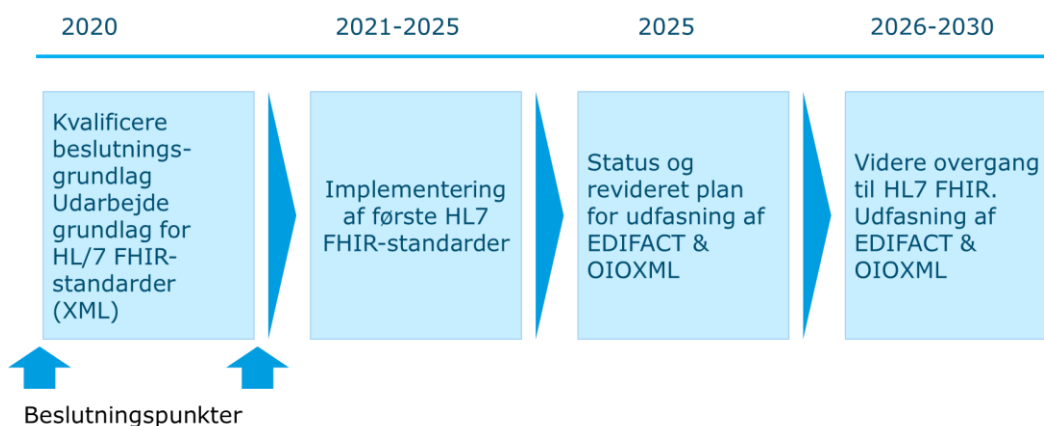 2020
2021-2025
2025
2026-2030
Kvalificere
beslutnings-
grundlag
Udarbejde
grundlag for
HL/7 FHIR-
standarder
(XML)
Implementering
af første HL7
FHIR-standarder
Status og
revideret plan
for udfasning af
EDIFACT &
OIOXML
Videre overgang
til HL7 FHIR.
Udfasning af
EDIFACT &
OIOXML
Beslutningspunkter